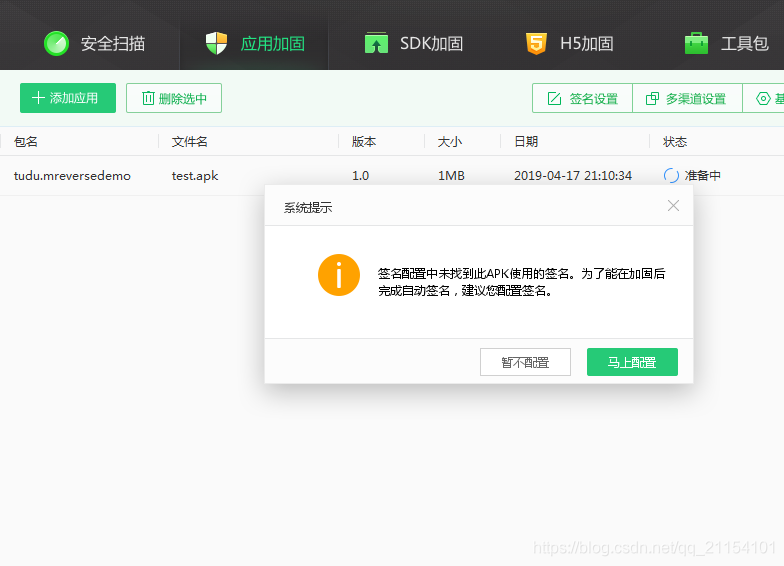 安全扫描 应用加固 SDK加固 H5加固 工具包
添加应用 删除选中 签名设置 多渠道设置
包名 文件名 版本 大小 日期 状态
tudu.mreversedemo test.apk 1.0 1MB 2019-04-17 21:10:34 准备中
系统提示
签名配置中未找到此APK使用的签名。为了能在加固后
完成自动签名，建议您配置签名。
暂不配置 马上配置
https://blog.csdn.net/qq_21154101